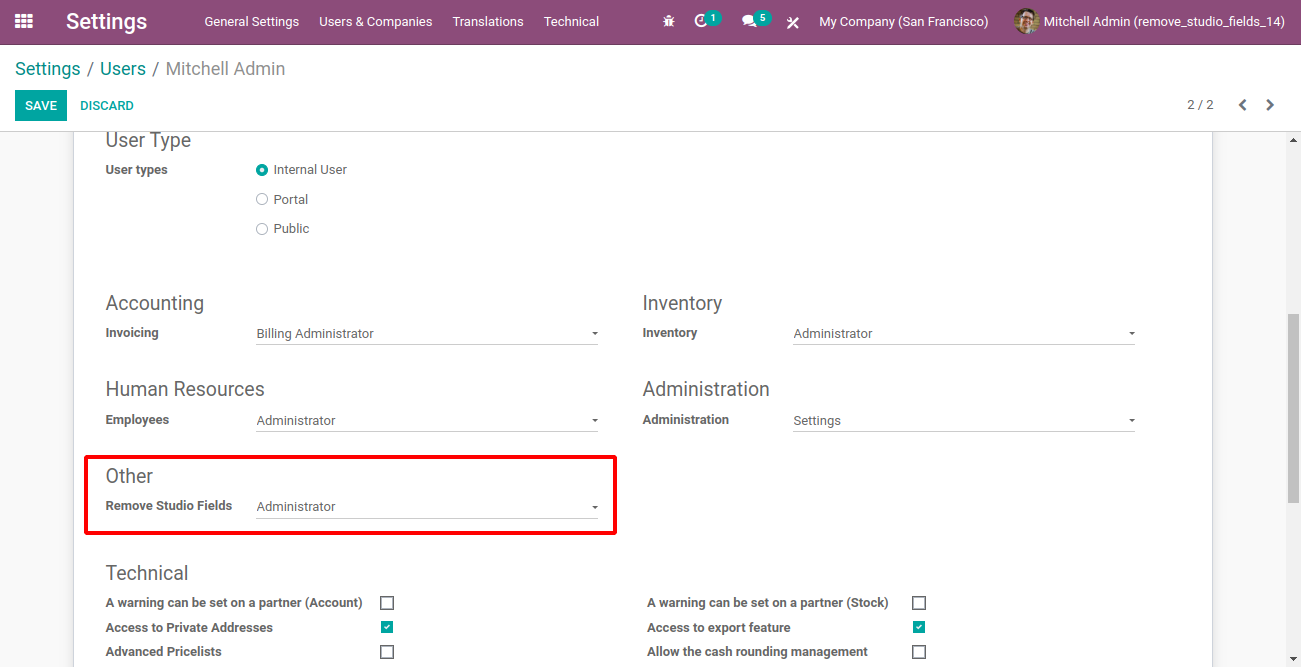 Settings General Settings Users & Companies Translations Technical 1 5 My Company (San Francisco) Mitchell Admin (remove_studio_fields_14)
Settings / Users / Mitchell Admin
SAVE DISCARD 2 / 2
User Type
User types Internal User
Portal
Public
Accounting Inventory
Invoicing Billing Administrator Inventory Administrator
Human Resources Administration
Employees Administrator Administration Settings
Other
Remove Studio Fields Administrator
Technical
A warning can be set on a partner (Account) A warning can be set on a partner (Stock)
Access to Private Addresses Access to export feature
Advanced Pricelists Allow the cash rounding management